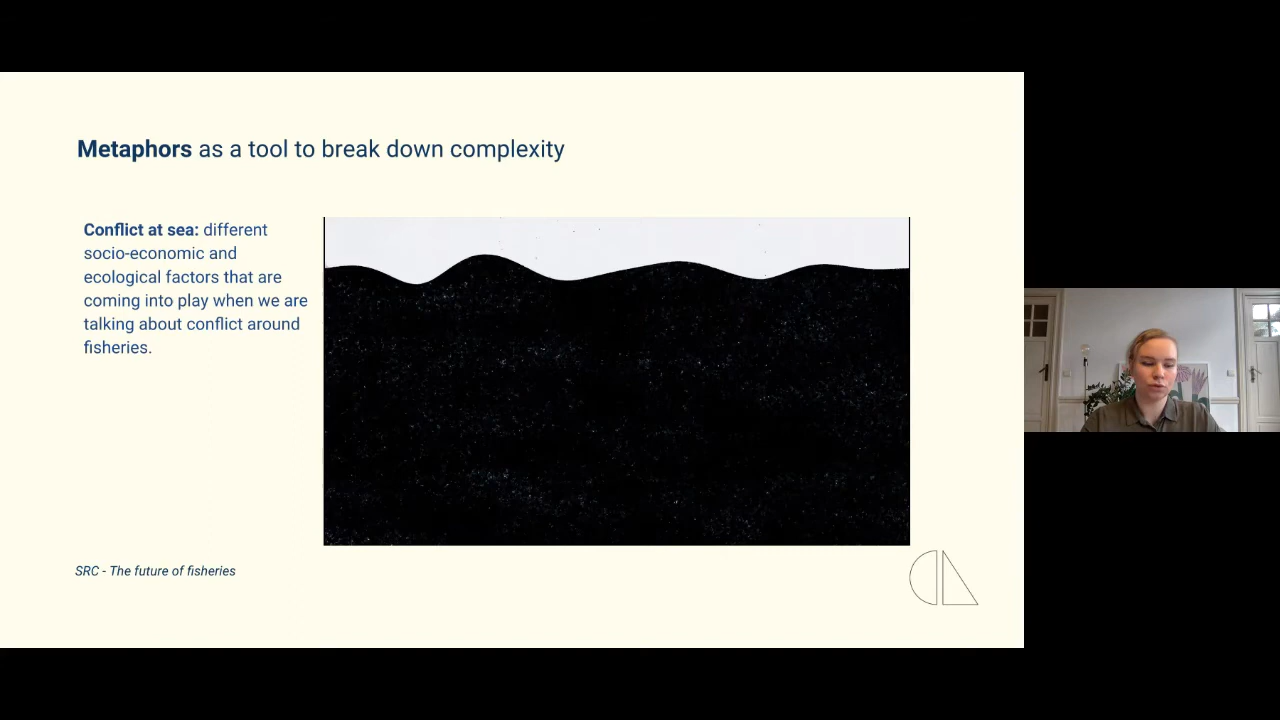 Metaphors as a tool to break down complexity
Conflict at sea: different
socio-economic and
ecological factors that are
coming into play when we are
talking about conflict around
fisheries.
SRC - The future of fisheries